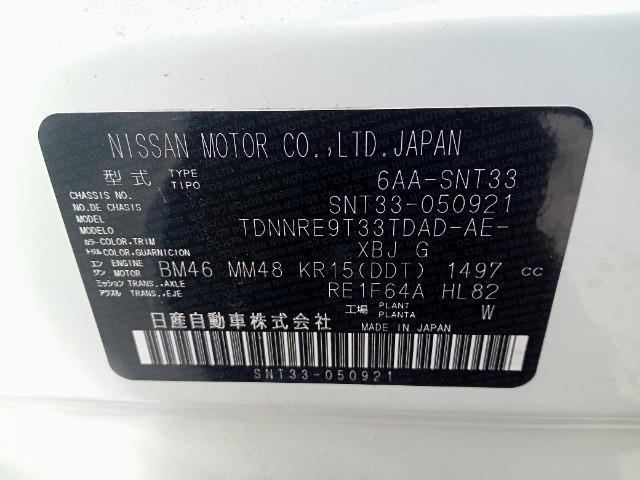 NISSAN MOTOR CO.,LTD.JAPAN
型式 TYPE TIPO 6AA-SNT33
CHASSIS NO.
NO.DE CHASIS SNT33-050921
MODEL
MODELO TDNNRE9T33TDAD-AE-
カラー COLOR.TRIM トリム COLOR.GUARNICION XBJ G
エンジン ENGINE MOTOR BM46 MM48 KR15(DDT) 1497 cc
ミッション TRANS.,AXLE
アクスル TRANS.,EJE RE1F64A HL82
工場 PLANT PLANTA W
日産自動車株式会社 MADE IN JAPAN
SNT33-050921